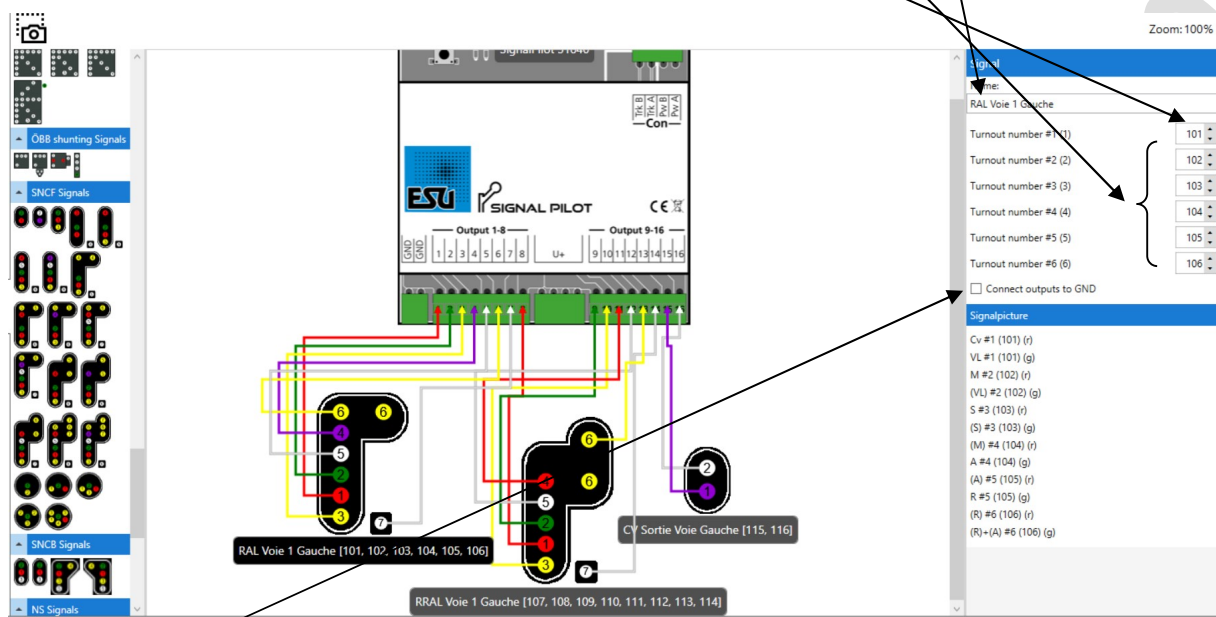 Zoom: 100%
SignalPilot 51840
Trk B
Trk A
Pw B
Pw A
Con
ESU
SIGNAL PILOT
CE
Output 1-8
Output 9-16
GND
GND
1 2 3 4 5 6 7 8
U+
9 10 11 12 13 14 15 16
ÖBB shunting Signals
SNCF Signals
SNCB Signals
NS Signals
6 6
4
5
2
1
3
7
RAL Voie 1 Gauche [101, 102, 103, 104, 105, 106]
6
6
4
5
2
1
3
7
RRAL Voie 1 Gauche [107, 108, 109, 110, 111, 112, 113, 114]
2
1
CV Sortie Voie Gauche [115, 116]
Signal
Name:
RAL Voie 1 Gauche
Turnout number #1 (1) 101
Turnout number #2 (2) 102
Turnout number #3 (3) 103
Turnout number #4 (4) 104
Turnout number #5 (5) 105
Turnout number #6 (6) 106
Connect outputs to GND
Signalpicture
Cv #1 (101) (r)
VL #1 (101) (g)
M #2 (102) (r)
(VL) #2 (102) (g)
S #3 (103) (r)
(S) #3 (103) (g)
(M) #4 (104) (r)
A #4 (104) (g)
(A) #5 (105) (r)
R #5 (105) (g)
(R) #6 (106) (r)
(R)+(A) #6 (106) (g)